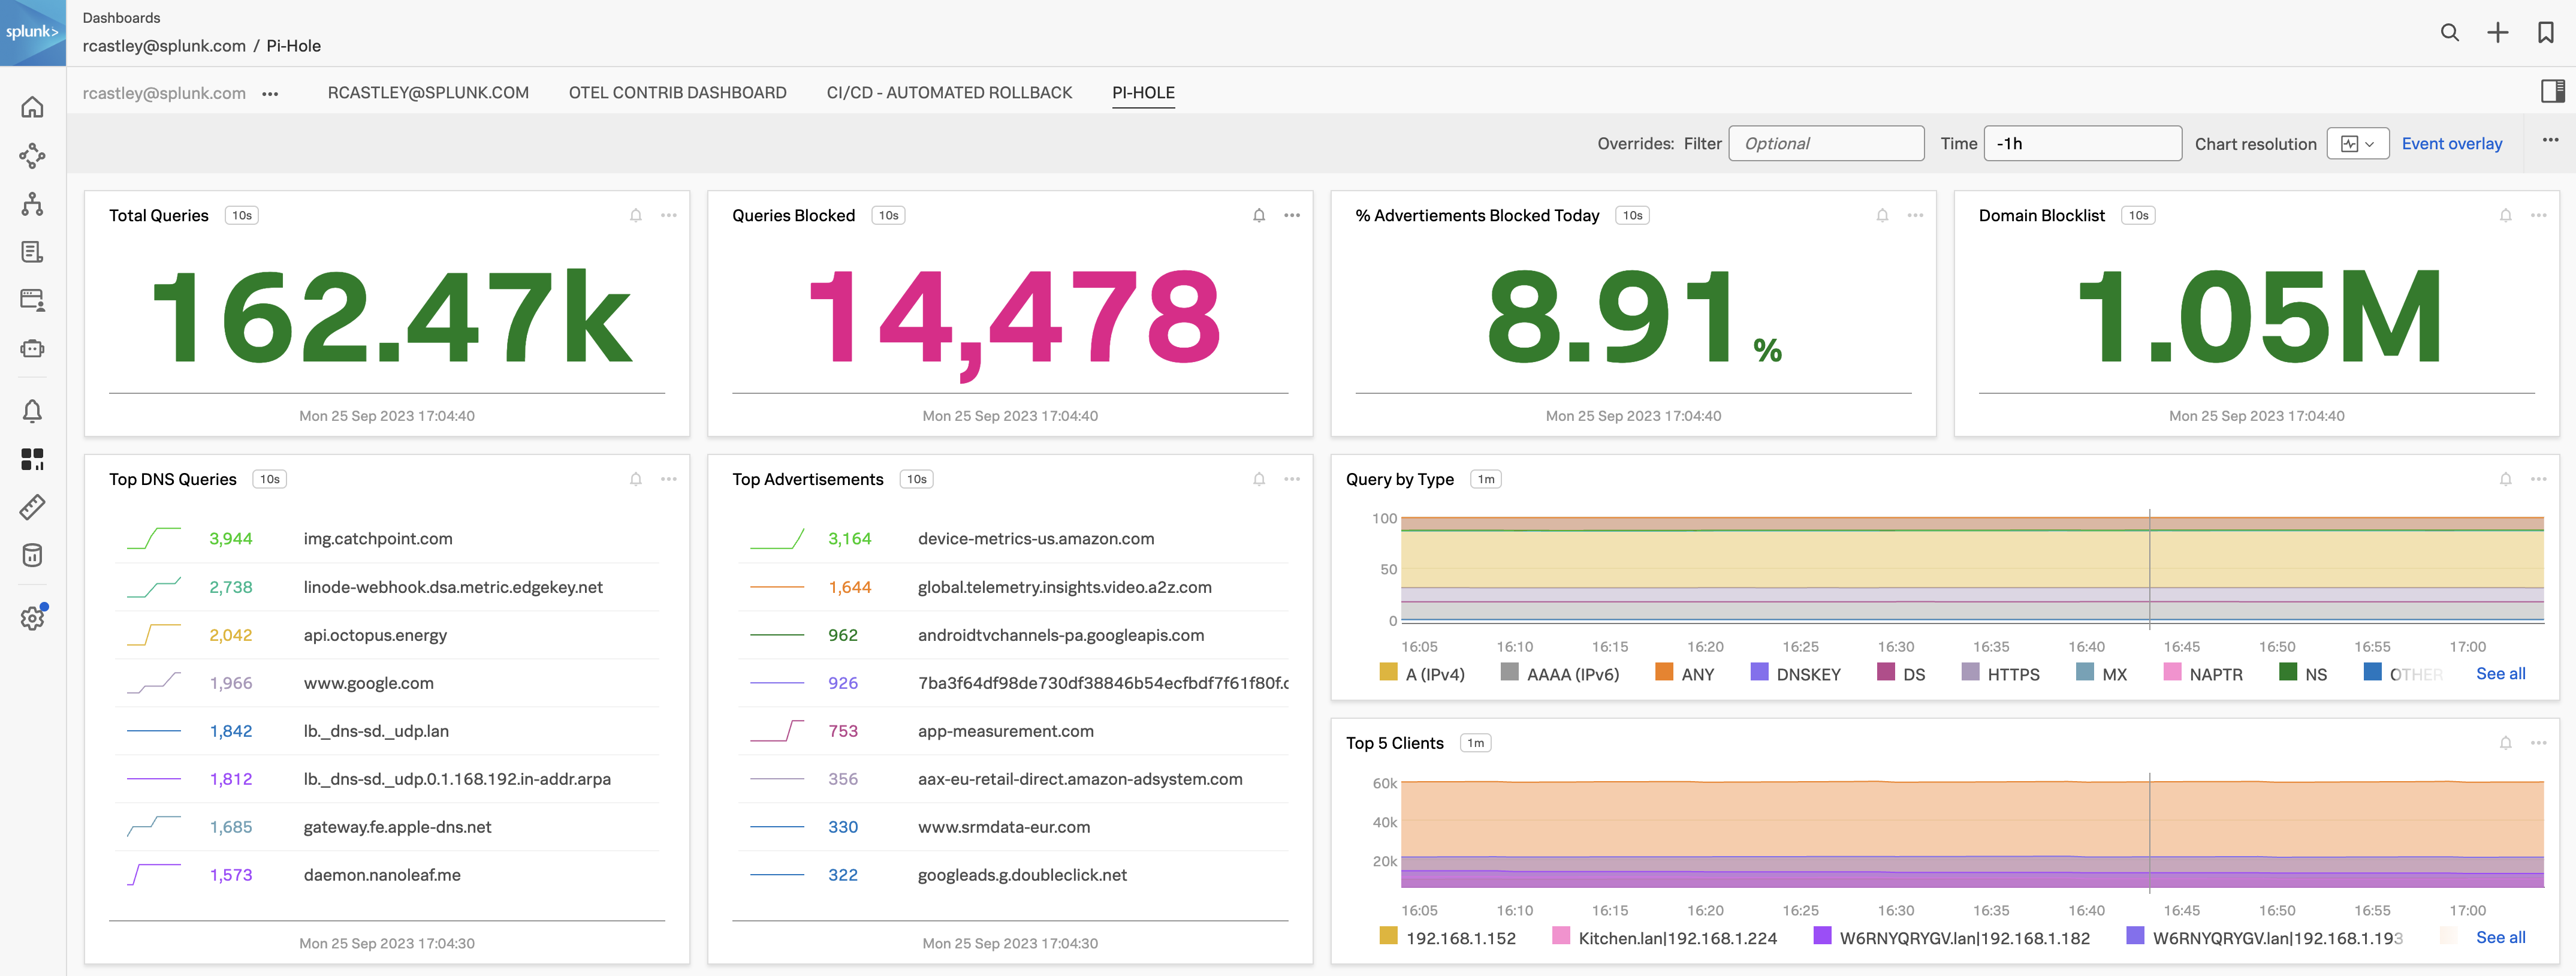 splunk>
Dashboards
rcastley@splunk.com / Pi-Hole
rcastley@splunk.com ••• RCASTLEY@SPLUNK.COM OTEL CONTRIB DASHBOARD CI/CD - AUTOMATED ROLLBACK PI-HOLE
Overrides: Filter Optional Time -1h Chart resolution Event overlay
Total Queries 10s
162.47k
Mon 25 Sep 2023 17:04:40
Queries Blocked 10s
14,478
Mon 25 Sep 2023 17:04:40
% Advertiements Blocked Today 10s
8.91 %
Mon 25 Sep 2023 17:04:40
Domain Blocklist 10s
1.05M
Mon 25 Sep 2023 17:04:40
Top DNS Queries 10s
3,944 img.catchpoint.com
2,738 linode-webhook.dsa.metric.edgekey.net
2,042 api.octopus.energy
1,966 www.google.com
1,842 lb._dns-sd._udp.lan
1,812 lb._dns-sd._udp.0.1.168.192.in-addr.arpa
1,685 gateway.fe.apple-dns.net
1,573 daemon.nanoleaf.me
Mon 25 Sep 2023 17:04:30
Top Advertisements 10s
3,164 device-metrics-us.amazon.com
1,644 global.telemetry.insights.video.a2z.com
962 androidtvchannels-pa.googleapis.com
926 7ba3f64df98de730df38846b54ecfbdf7f61f80f.c
753 app-measurement.com
356 aax-eu-retail-direct.amazon-adsystem.com
330 www.srmdata-eur.com
322 googleads.g.doubleclick.net
Mon 25 Sep 2023 17:04:30
Query by Type 1m
100
50
0
16:05 16:10 16:15 16:20 16:25 16:30 16:35 16:40 16:45 16:50 16:55 17:00
A (IPv4) AAAA (IPv6) ANY DNSKEY DS HTTPS MX NAPTR NS OTHER See all
Top 5 Clients 1m
60k
40k
20k
16:05 16:10 16:15 16:20 16:25 16:30 16:35 16:40 16:45 16:50 16:55 17:00
192.168.1.152 Kitchen.lan|192.168.1.224 W6RNYQRYGV.lan|192.168.1.182 W6RNYQRYGV.lan|192.168.1.193 See all